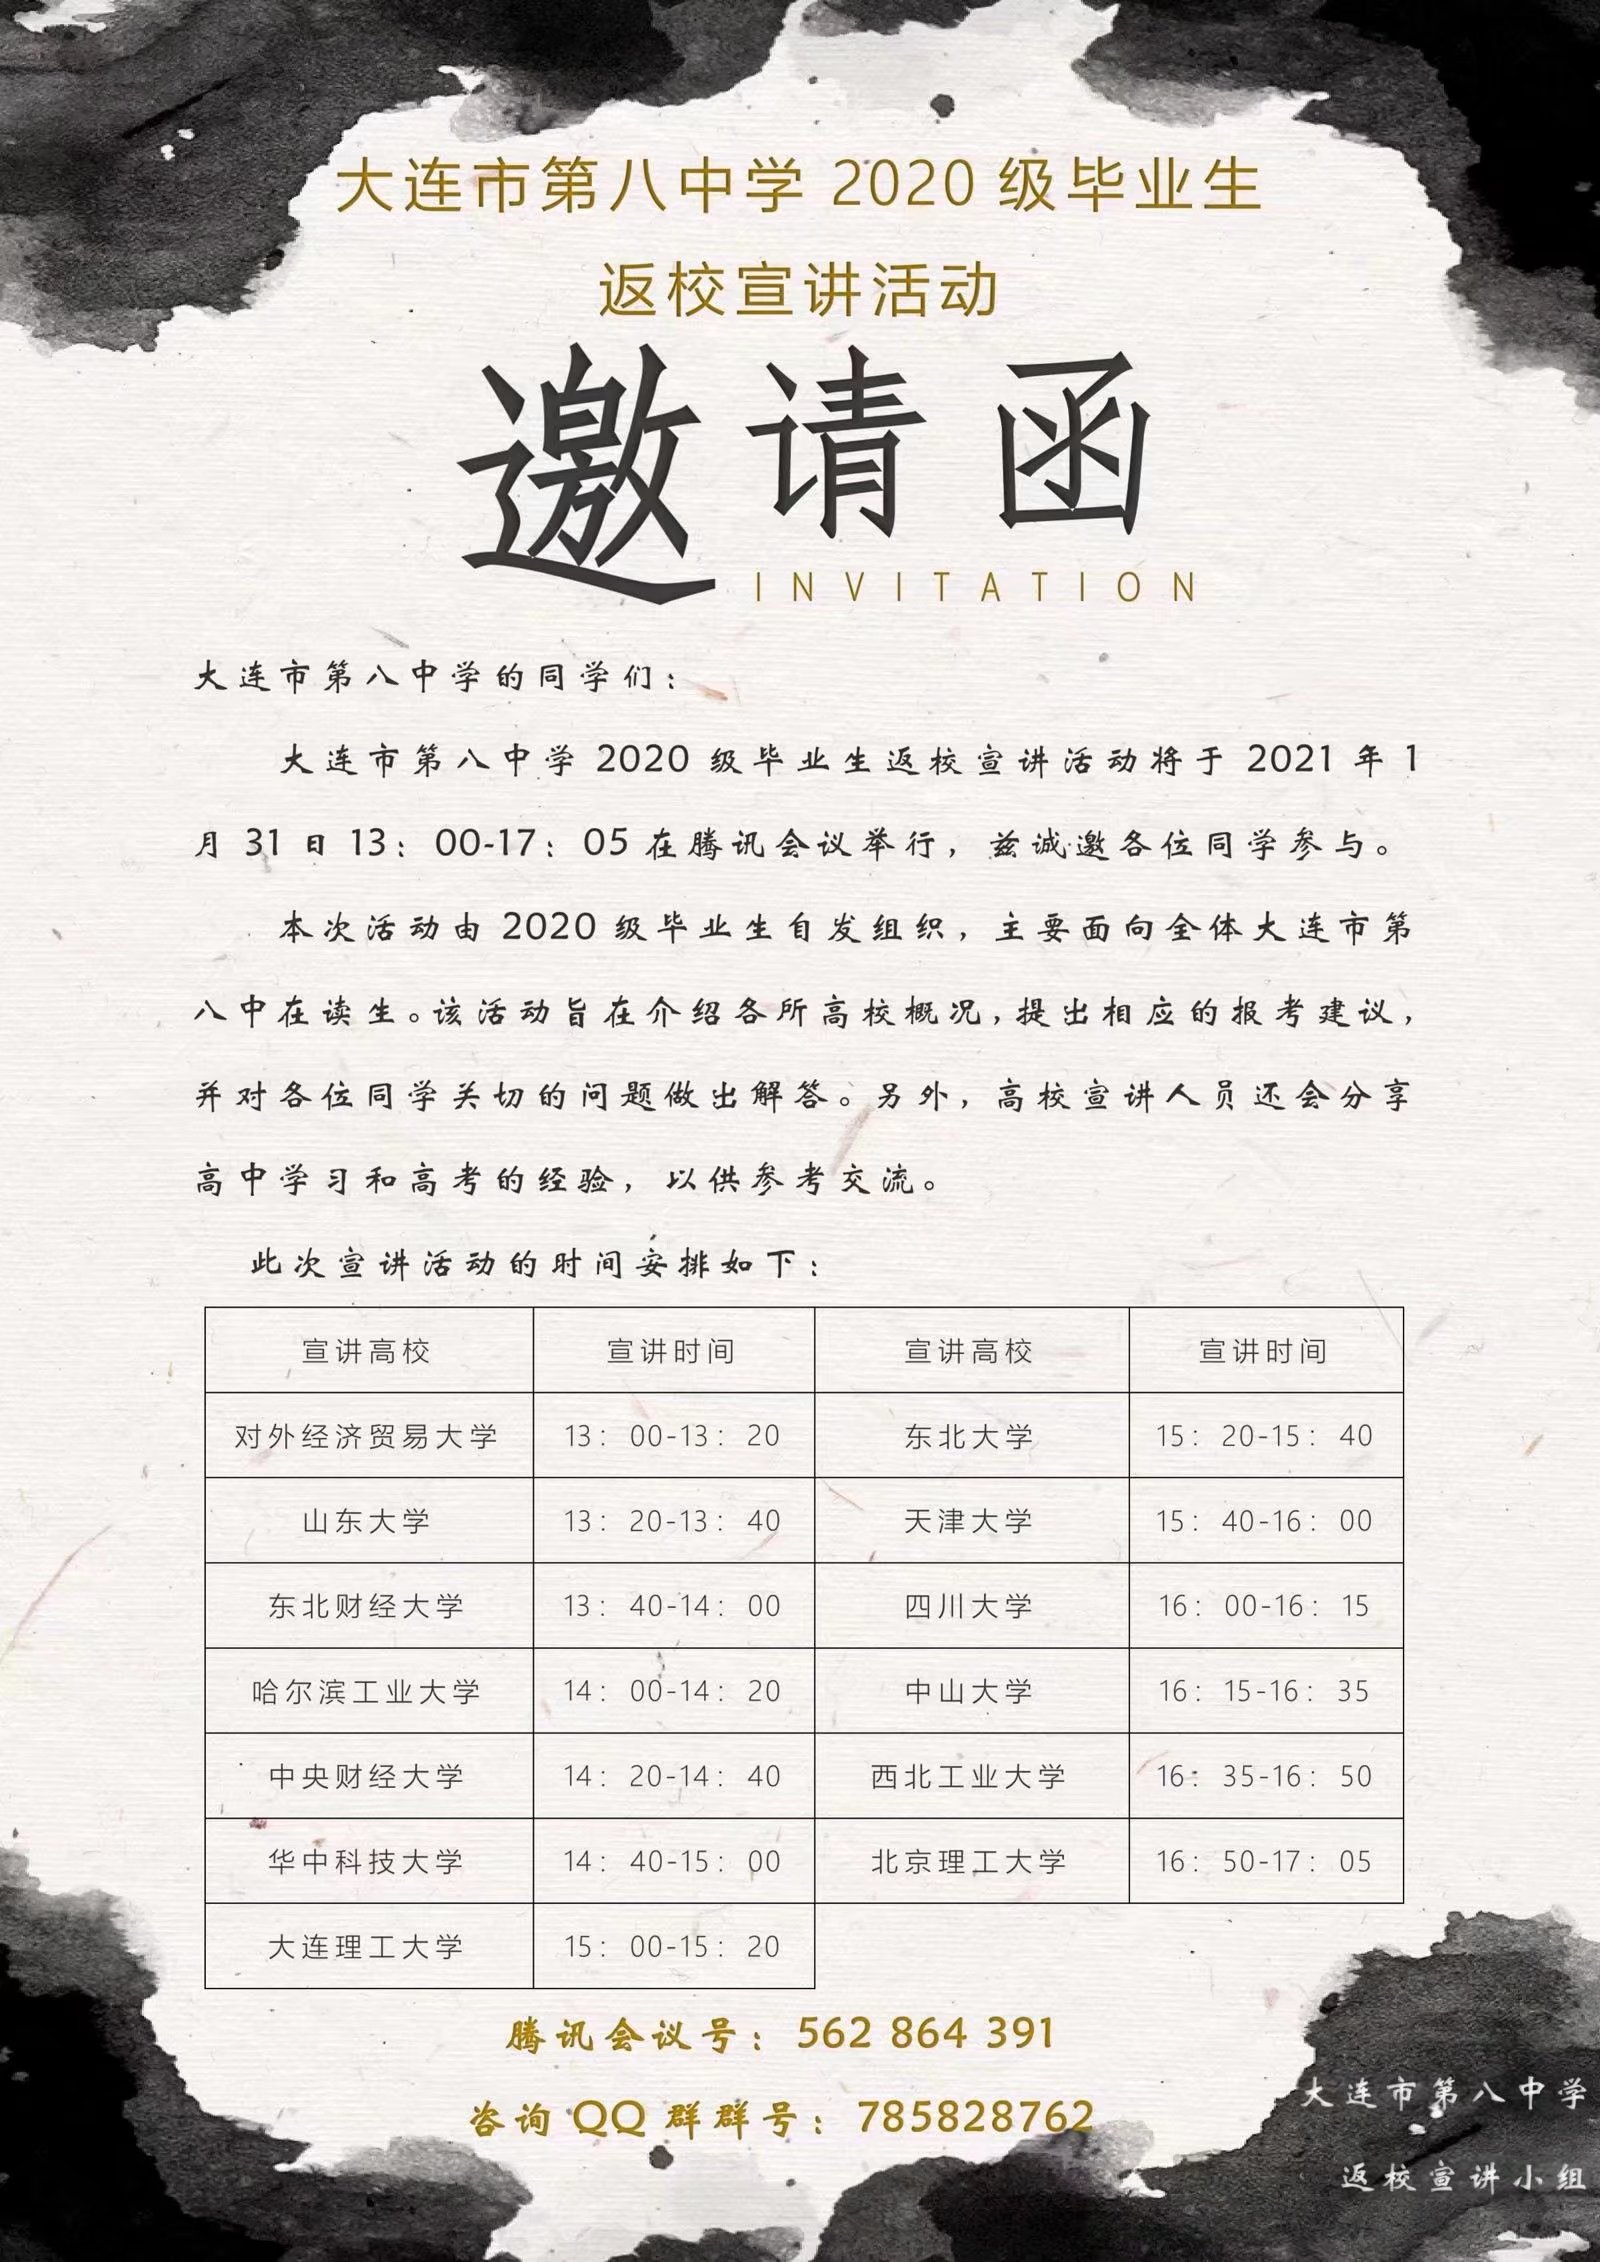 大连市第八中学 2020 级毕业生
返校宣讲活动
邀请函
INVITATION
大连市第八中学的同学们：
大连市第八中学 2020 级毕业生返校宣讲活动将于 2021 年 1
月 31 日 13：00-17：05 在腾讯会议举行，兹诚邀各位同学参与。
本次活动由 2020 级毕业生自发组织，主要面向全体大连市第
八中在读生。该活动旨在介绍各所高校概况，提出相应的报考建议，
并对各位同学关切的问题做出解答。另外，高校宣讲人员还会分享
高中学习和高考的经验，以供参考交流。
此次宣讲活动的时间安排如下：
宣讲高校 宣讲时间 宣讲高校 宣讲时间
对外经济贸易大学 13：00-13：20 东北大学 15：20-15：40
山东大学 13：20-13：40 天津大学 15：40-16：00
东北财经大学 13：40-14：00 四川大学 16：00-16：15
哈尔滨工业大学 14：00-14：20 中山大学 16：15-16：35
中央财经大学 14：20-14：40 西北工业大学 16：35-16：50
华中科技大学 14：40-15：00 北京理工大学 16：50-17：05
大连理工大学 15：00-15：20
腾讯会议号：562 864 391
咨询 QQ 群群号：785828762
大连市第八中学
返校宣讲小组